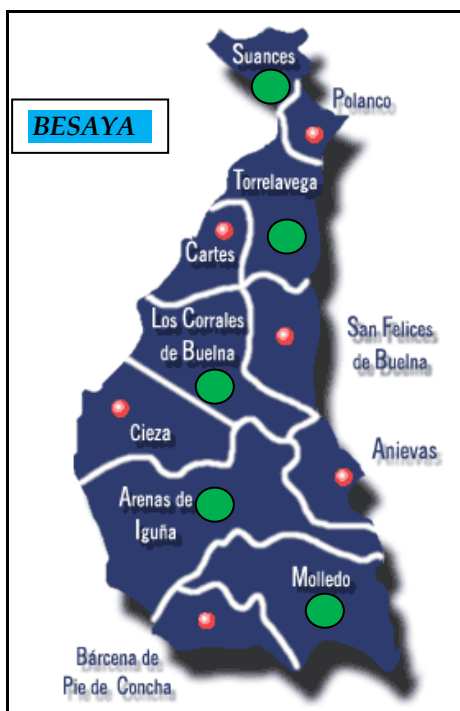 Suances
Polanco
BESAYA
Torrelavega
Cartes
Los Corrales
de Buelna
San Felices
de Buelna
Cieza
Anievas
Arenas de
Iguña
Molledo
Bárcena de
Pie de Concha